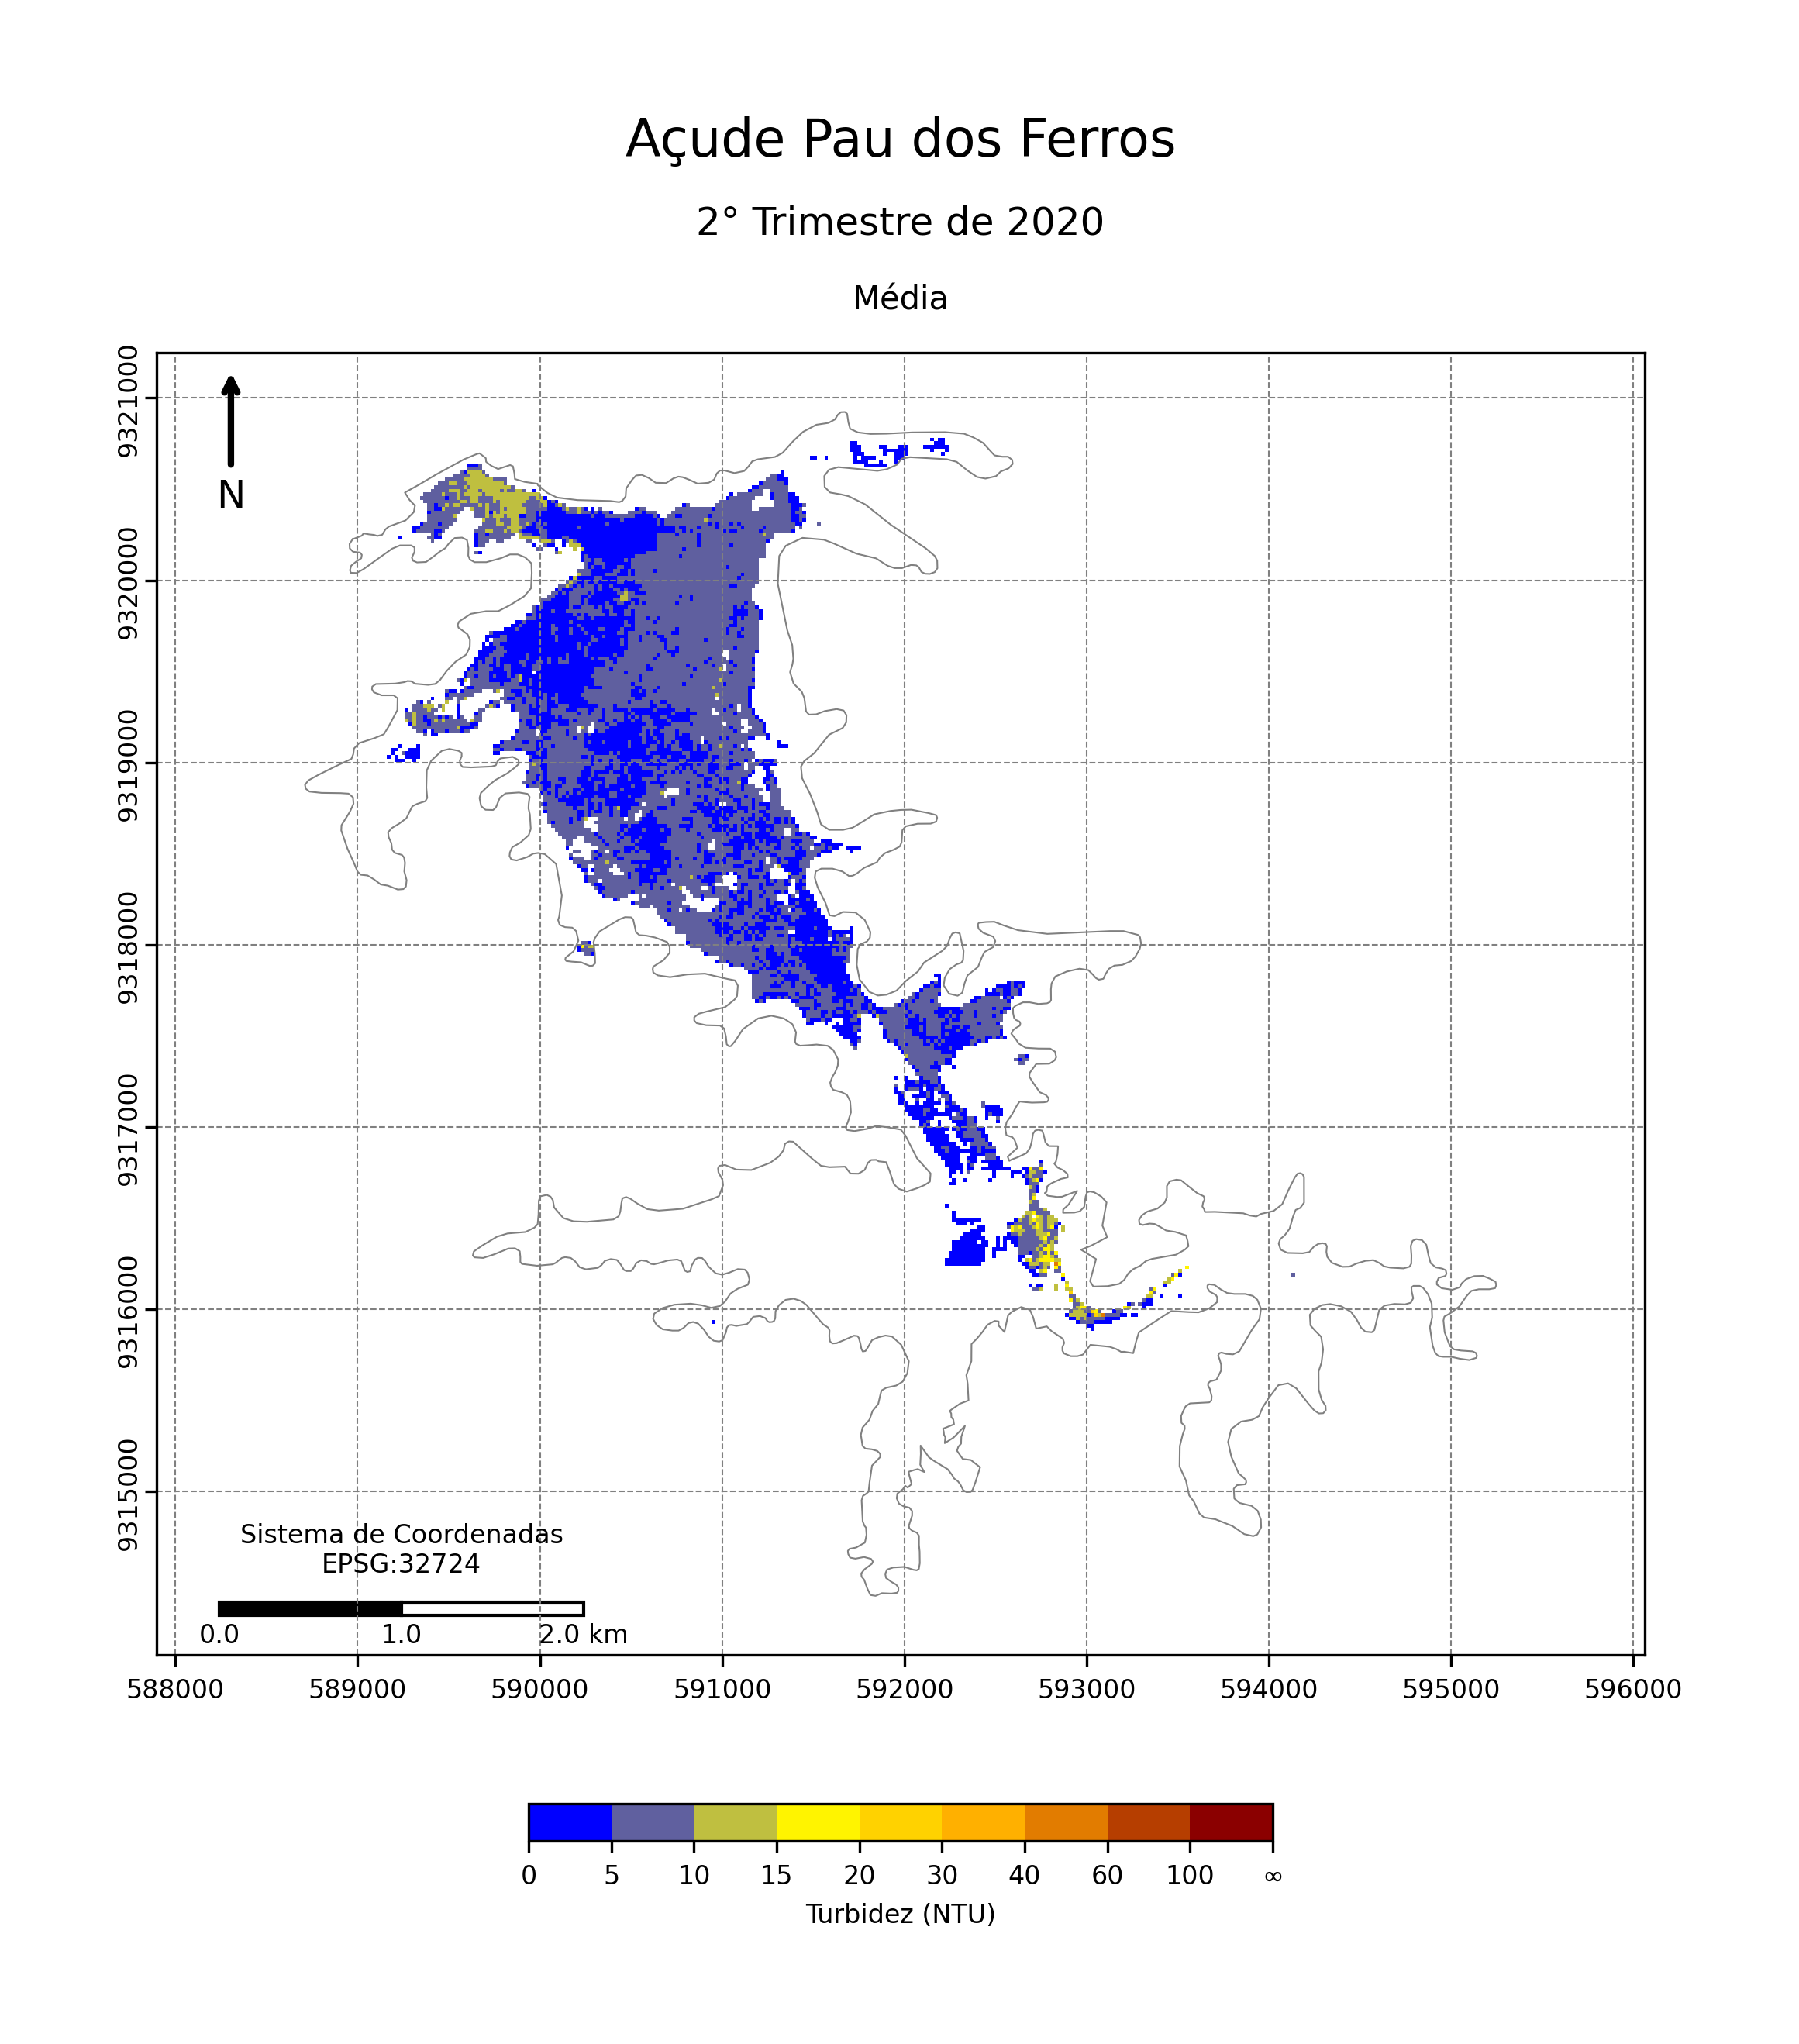 Açude Pau dos Ferros
2° Trimestre de 2020
Média
9321000
9320000
9319000
9318000
9317000
9316000
9315000
N
Sistema de Coordenadas
EPSG:32724
0.0 1.0 2.0 km
588000 589000 590000 591000 592000 593000 594000 595000 596000
0 5 10 15 20 30 40 60 100 ∞
Turbidez (NTU)